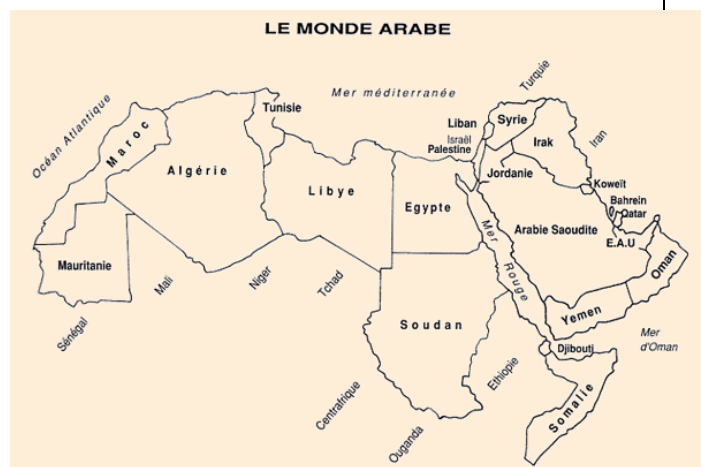 LE MONDE ARABE
Océan Atlantique
Mer méditerranée
Turquie
Tunisie
Liban
Syrie
Israël
Palestine
Irak
Iran
Maroc
Algérie
Libye
Egypte
Jordanie
Koweït
Bahreïn
Qatar
Arabie Saoudite
E.A.U
Oman
Mer Rouge
Mauritanie
Mali
Niger
Tchad
Sénégal
Soudan
Yemen
Mer
d'Oman
Djibouti
Ethiopie
Somalie
Centrafrique
Ouganda